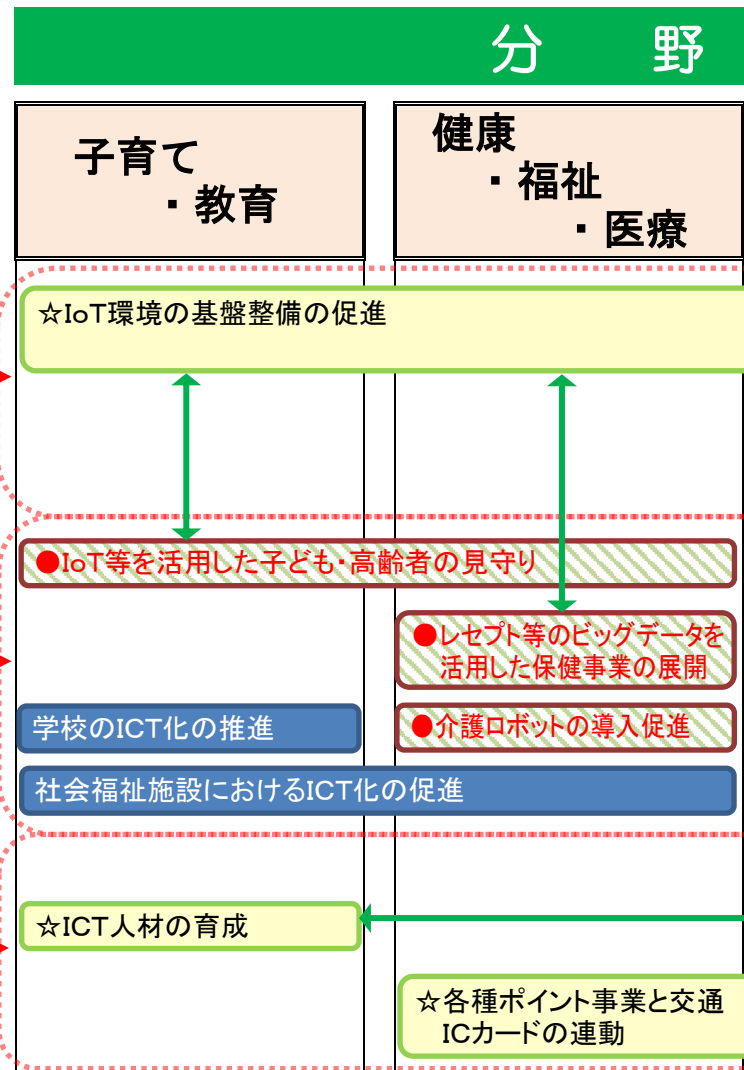 分　野
子育て
・教育
健康
・福祉
・医療
☆IoT環境の基盤整備の促進
●IoT等を活用した子ども・高齢者の見守り
●レセプト等のビッグデータを
活用した保健事業の展開
学校のICT化の推進
●介護ロボットの導入促進
社会福祉施設におけるICT化の促進
☆ICT人材の育成
☆各種ポイント事業と交通
ICカードの連動